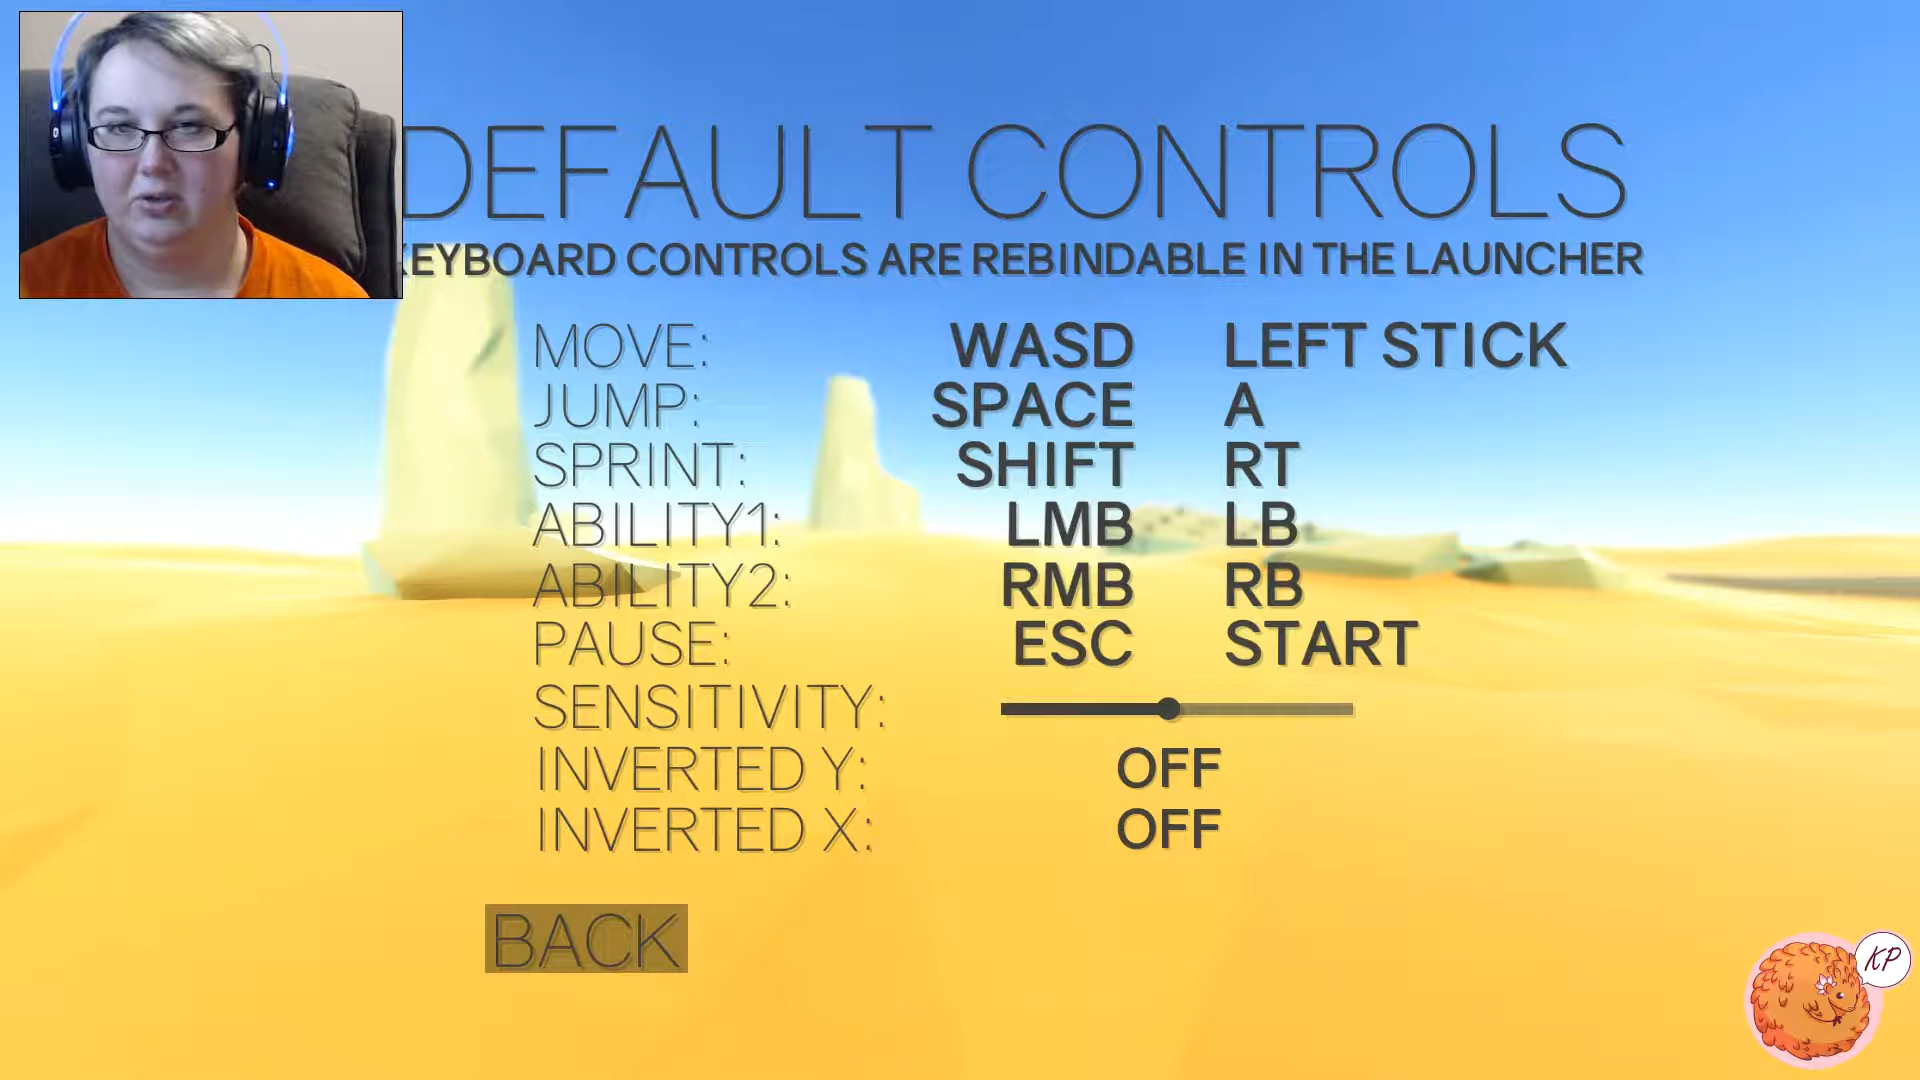 DEFAULT CONTROLS
KEYBOARD CONTROLS ARE REBINDABLE IN THE LAUNCHER
MOVE: WASD LEFT STICK
JUMP: SPACE A
SPRINT: SHIFT RT
ABILITY1: LMB LB
ABILITY2: RMB RB
PAUSE: ESC START
SENSITIVITY:
INVERTED Y: OFF
INVERTED X: OFF
BACK
KP